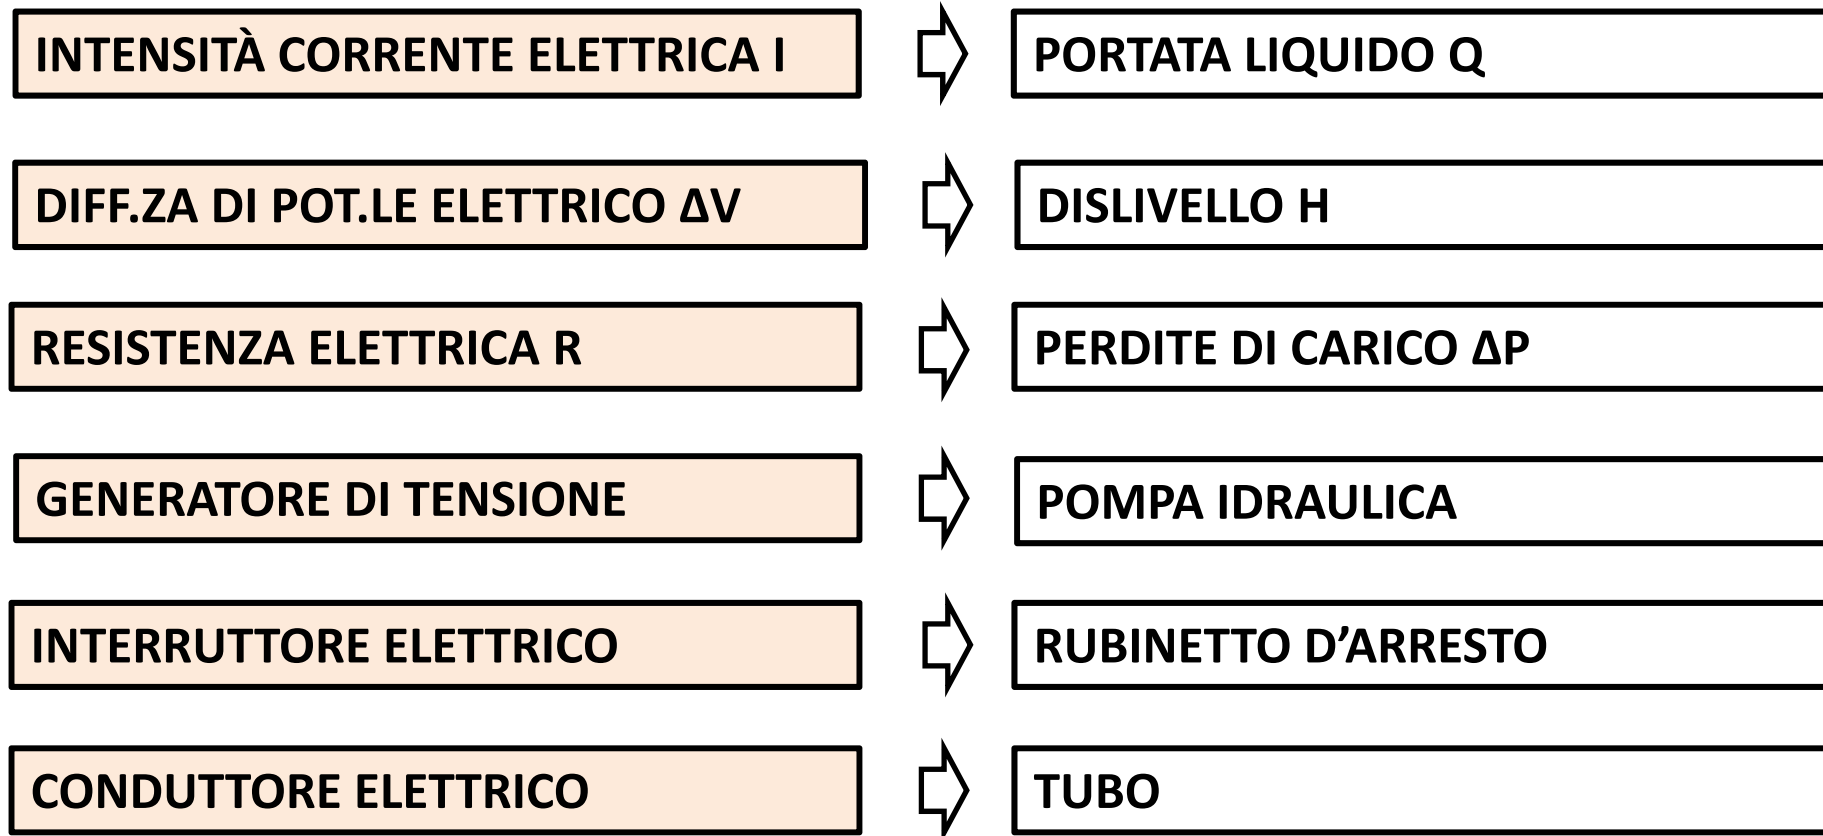 INTENSITÀ CORRENTE ELETTRICA I
PORTATA LIQUIDO Q
DIFF.ZA DI POT.LE ELETTRICO ΔV
DISLIVELLO H
RESISTENZA ELETTRICA R
PERDITE DI CARICO ΔP
GENERATORE DI TENSIONE
POMPA IDRAULICA
INTERRUTTORE ELETTRICO
RUBINETTO D’ARRESTO
CONDUTTORE ELETTRICO
TUBO